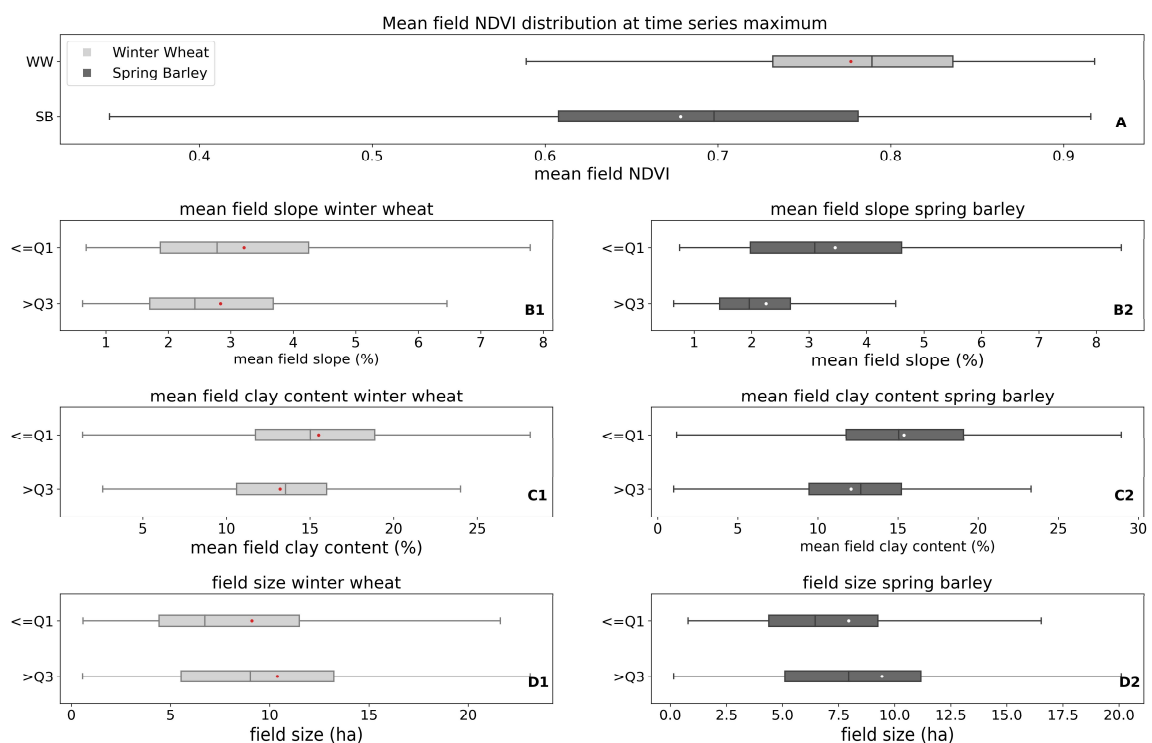 Mean field NDVI distribution at time series maximum
Winter Wheat
Spring Barley
WW
SB
A
0.4 0.5 0.6 0.7 0.8 0.9
mean field NDVI
mean field slope winter wheat
<=Q1
>Q3
B1
1 2 3 4 5 6 7 8
mean field slope (%)
mean field slope spring barley
<=Q1
>Q3
B2
1 2 3 4 5 6 7 8
mean field slope (%)
mean field clay content winter wheat
<=Q1
>Q3
C1
5 10 15 20 25
mean field clay content (%)
mean field clay content spring barley
<=Q1
>Q3
C2
0 5 10 15 20 25 30
mean field clay content (%)
field size winter wheat
<=Q1
>Q3
D1
0 5 10 15 20
field size (ha)
field size spring barley
<=Q1
>Q3
D2
0.0 2.5 5.0 7.5 10.0 12.5 15.0 17.5 20.0
field size (ha)